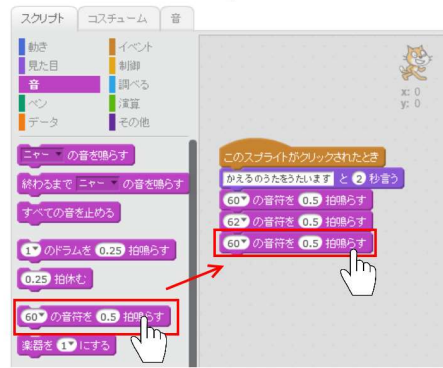 スクリプト コスチューム 音
動き イベント
見た目 制御
音 調べる
ペン 演算
データ その他
ニャー の音を鳴らす
終わるまで ニャー の音を鳴らす
すべての音を止める
1 のドラムを 0.25 拍鳴らす
0.25 拍休む
60 の音符を 0.5 拍鳴らす
楽器を 1 にする
x: 0
y: 0
このスプライトがクリックされたとき
かえるのうたをうたいます と 2 秒言う
60 の音符を 0.5 拍鳴らす
62 の音符を 0.5 拍鳴らす
60 の音符を 0.5 拍鳴らす